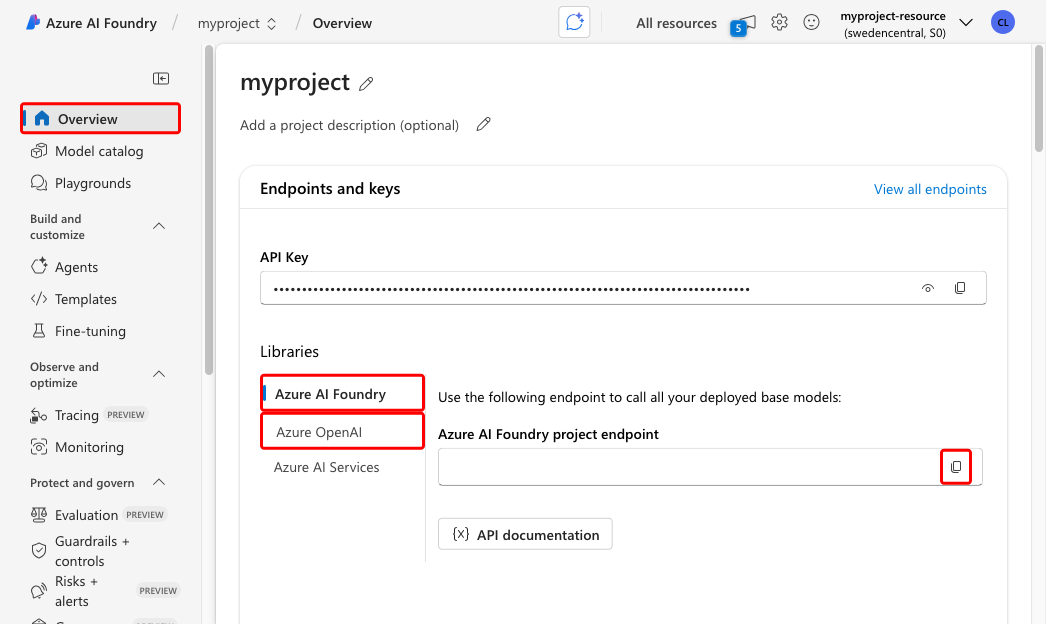 Azure AI Foundry / myproject / Overview
All resources
5
myproject-resource
(swedencentral, S0)
CL
Overview
Model catalog
Playgrounds
Build and
customize
Agents
Templates
Fine-tuning
Observe and
optimize
Tracing PREVIEW
Monitoring
Protect and govern
Evaluation PREVIEW
Guardrails +
controls
Risks +
alerts
PREVIEW
myproject
Add a project description (optional)
Endpoints and keys
View all endpoints
API Key
Libraries
Azure AI Foundry
Azure OpenAI
Azure AI Services
Use the following endpoint to call all your deployed base models:
Azure AI Foundry project endpoint
{x} API documentation